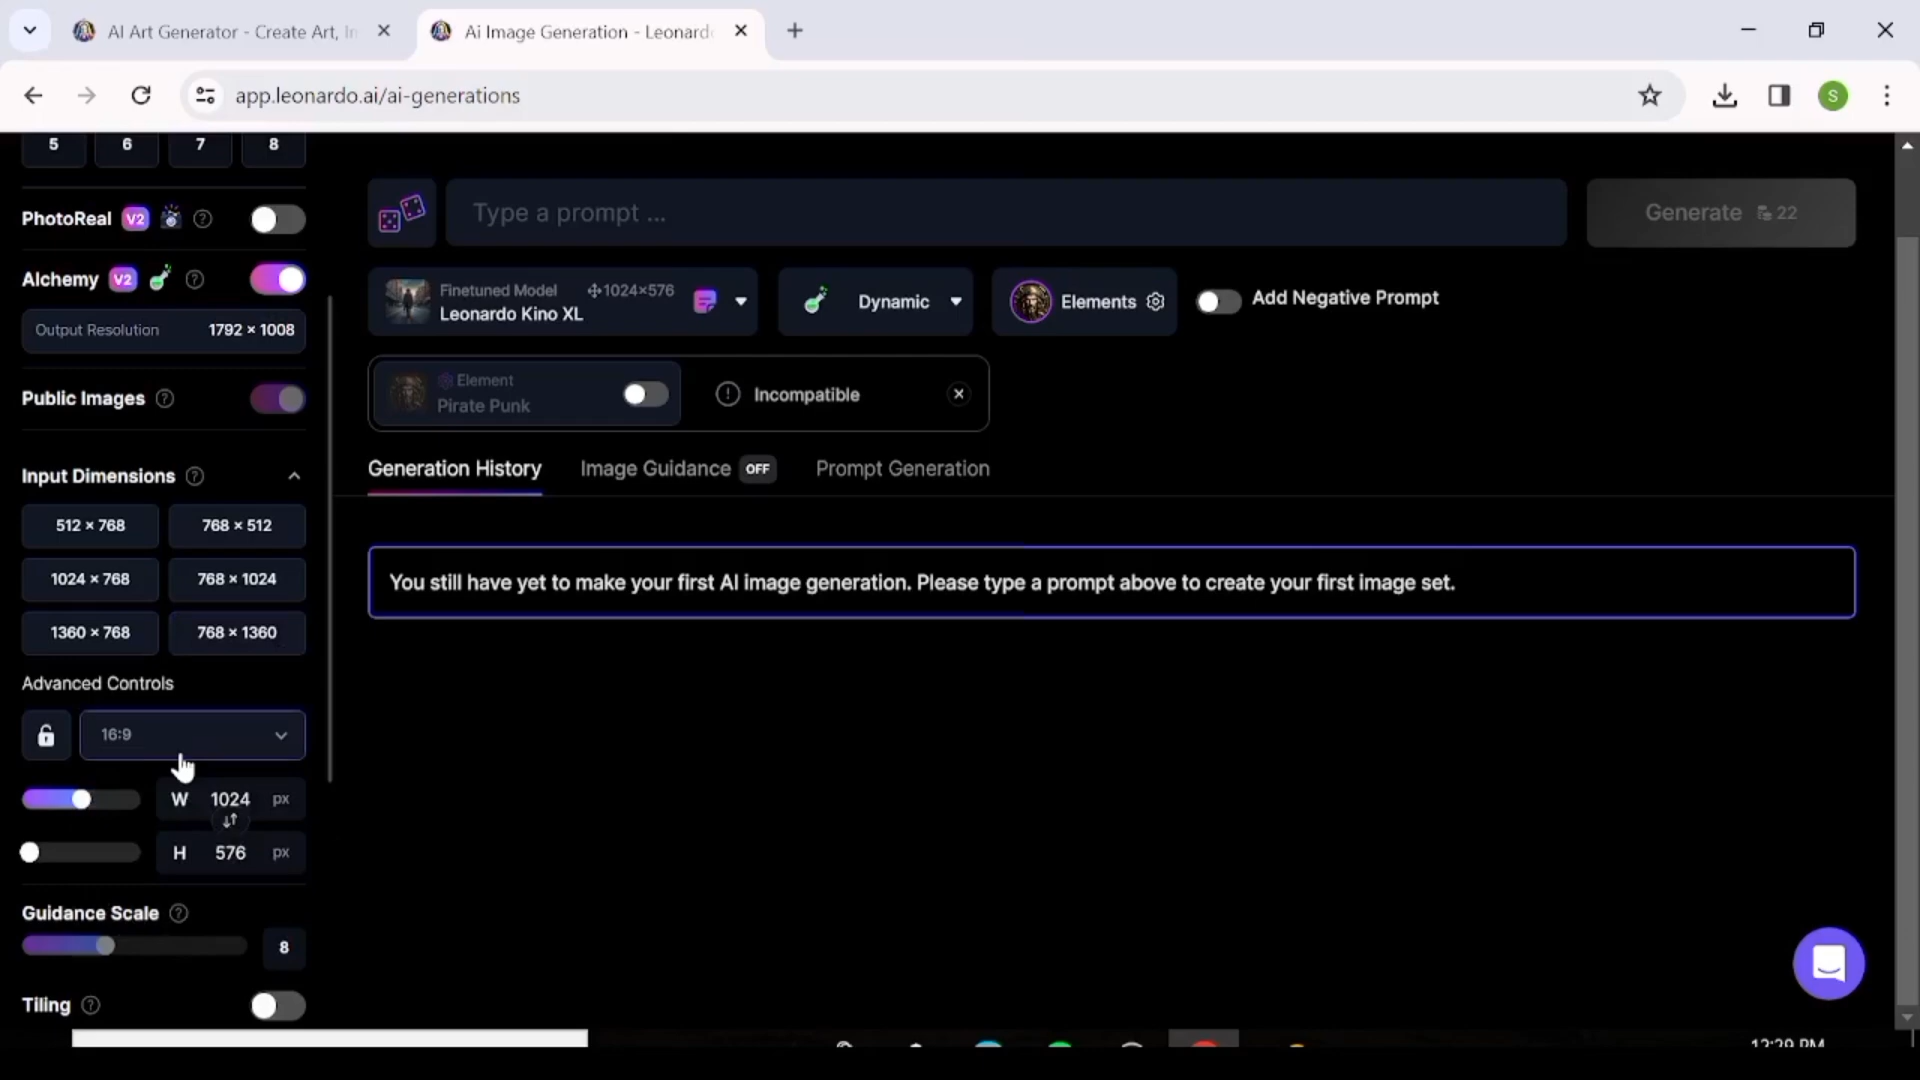 AI Art Generator - Create Art, In
Ai Image Generation - Leonardo
app.leonardo.ai/ai-generations
S
5 6 7 8
PhotoReal V2
Alchemy V2
Output Resolution 1792 × 1008
Public Images
Input Dimensions
512 × 768 768 × 512
1024 × 768 768 × 1024
1360 × 768 768 × 1360
Advanced Controls
16:9
W 1024 px
H 576 px
Guidance Scale
8
Tiling
Type a prompt ...
Generate 22
Finetuned Model 1024×576
Leonardo Kino XL
Dynamic
Elements
Add Negative Prompt
Element
Pirate Punk
Incompatible
Generation History Image Guidance OFF Prompt Generation
You still have yet to make your first AI image generation. Please type a prompt above to create your first image set.
12:29 PM